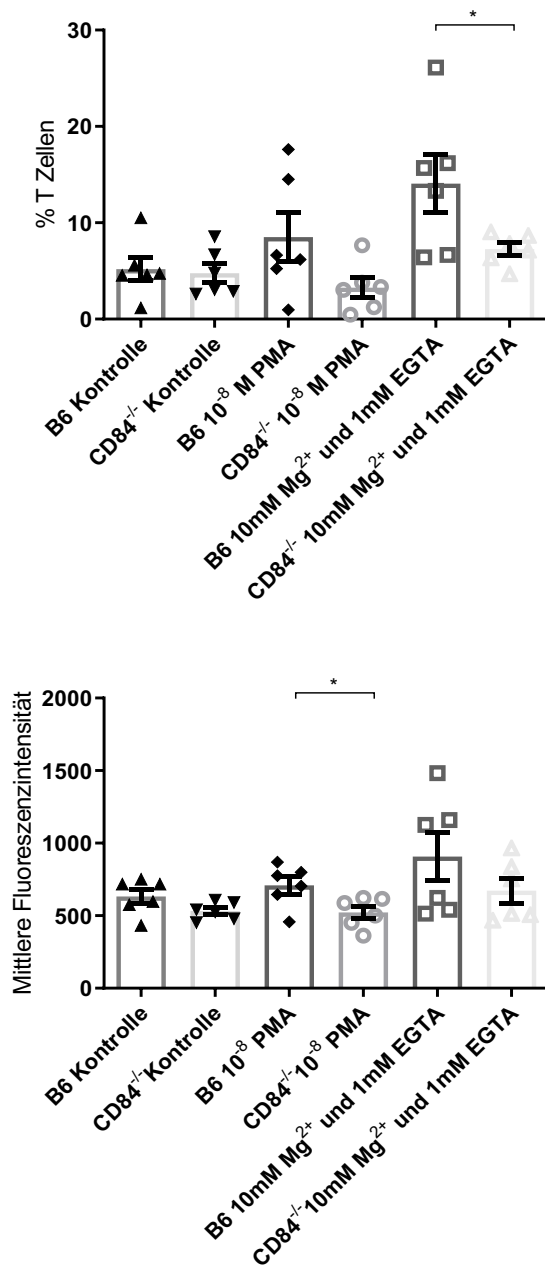 *
30
20
10
0
% T Zellen
B6 Kontrolle
CD84-/- Kontrolle
B6 10-8 M PMA
CD84-/- 10-8 M PMA
B6 10mM Mg2+ und 1mM EGTA
CD84-/- 10mM Mg2+ und 1mM EGTA
*
2000
1500
1000
500
0
Mittlere Fluoreszenzintensität
B6 Kontrolle
CD84-/-Kontrolle
B6 10-8 PMA
CD84-/-10-8 PMA
B6 10mM Mg2+ und 1mM EGTA
CD84-/-10mM Mg2+ und 1mM EGTA